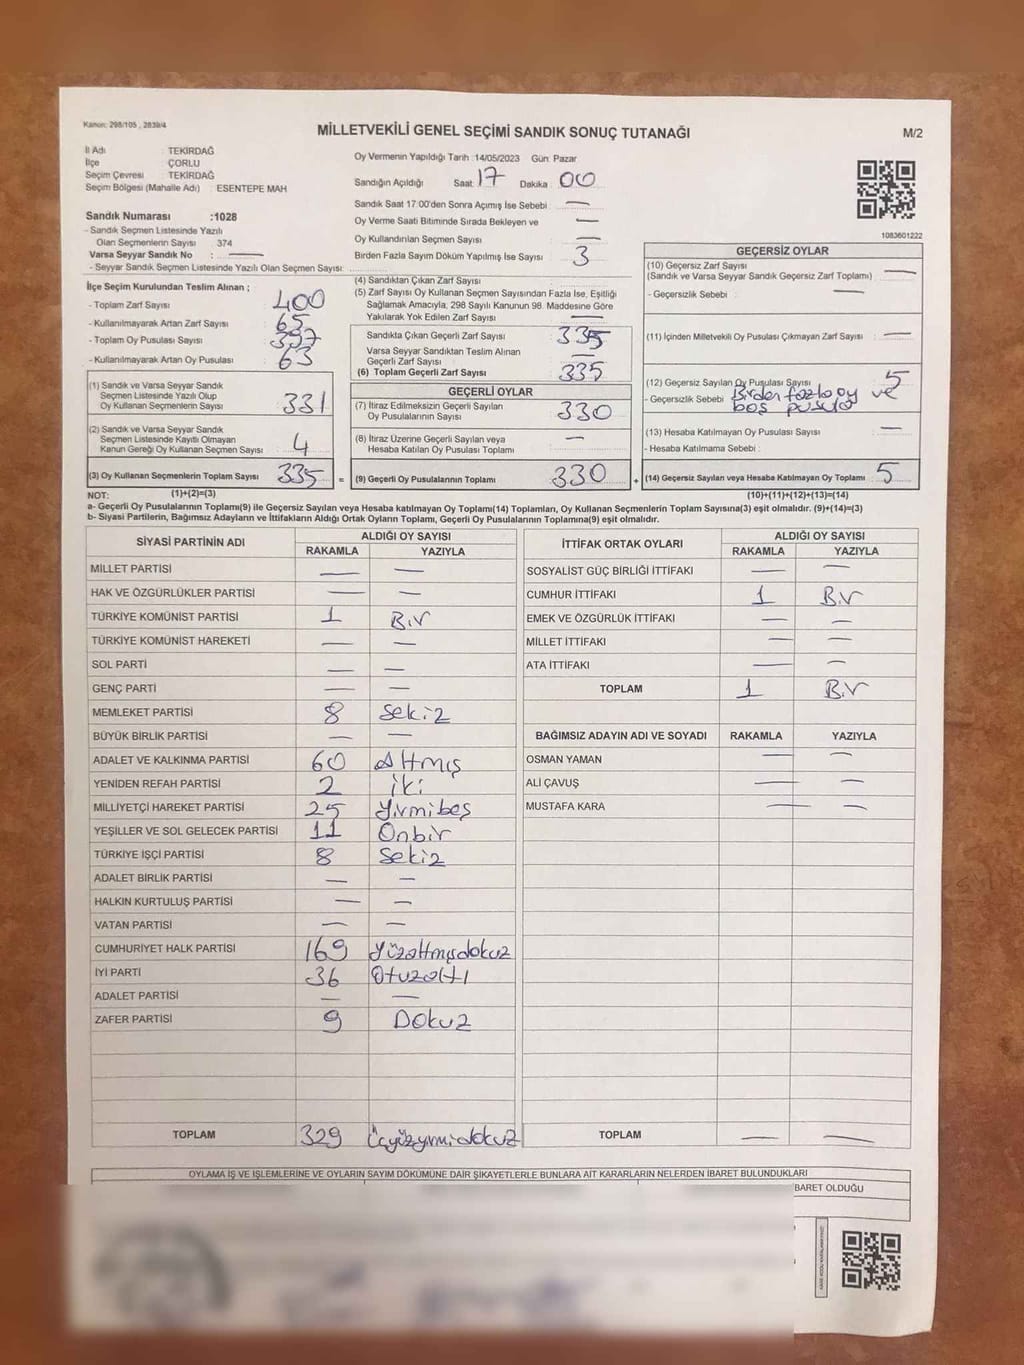 Kanun: 298/105 , 2839/4
MİLLETVEKİLİ GENEL SEÇİMİ SANDIK SONUÇ TUTANAĞI
M/2
İl Adı : TEKİRDAĞ
İlçe : ÇORLU
Seçim Çevresi : TEKİRDAĞ
Seçim Bölgesi (Mahalle Adı) : ESENTEPE MAH
Sandık Numarası :1028
- Sandık Seçmen Listesinde Yazılı
Olan Seçmenlerin Sayısı : 374
Varsa Seyyar Sandık No : —
- Seyyar Sandık Seçmen Listesinde Yazılı Olan Seçmen Sayısı:
Oy Vermenin Yapıldığı Tarih :14/05/2023 Gün: Pazar
Sandığın Açıldığı Saat: 17 Dakika : 00
Sandık Saat 17:00'den Sonra Açımış İse Sebebi : —
Oy Verme Saati Bitiminde Sırada Bekleyen ve —
Oy Kullandırılan Seçmen Sayısı : —
Birden Fazla Sayım Döküm Yapılmış İse Sayısı : 3
1083601222
İlçe Seçim Kurulundan Teslim Alınan ;
- Toplam Zarf Sayısı : 400
- Kullanılmayarak Artan Zarf Sayısı : 65
- Toplam Oy Pusulası Sayısı :
- Kullanılmayarak Artan Oy Pusulası : 63
(1) Sandık ve Varsa Seyyar Sandık
Seçmen Listesinde Yazılı Olup
Oy Kullanan Seçmenlerin Sayısı : 331
(2) Sandık ve Varsa Seyyar Sandık
Seçmen Listesinde Kayıtlı Olmayan
Kanun Gereği Oy Kullanan Seçmen Sayısı : 4
(3) Oy Kullanan Seçmenlerin Toplam Sayısı : 335
=
(4) Sandıktan Çıkan Zarf Sayısı :
(5) Zarf Sayısı Oy Kullanan Seçmen Sayısından Fazla İse, Eşitliği
Sağlamak Amacıyla, 298 Sayılı Kanunun 98. Maddesine Göre
Yakılarak Yok Edilen Zarf Sayısı : —
Sandıkta Çıkan Geçerli Zarf Sayısı : 335
Varsa Seyyar Sandıktan Teslim Alınan —
Geçerli Zarf Sayısı :
(6) Toplam Geçerli Zarf Sayısı : 335
GEÇERLİ OYLAR
(7) İtiraz Edilmeksizin Geçerli Sayılan
Oy Pusulalarının Sayısı : 330
(8) İtiraz Üzerine Geçerli Sayılan veya —
Hesaba Katılan Oy Pusulası Toplamı :
(9) Geçerli Oy Pusulalarının Toplamı : 330
+
GEÇERSİZ OYLAR
(10) Geçersiz Zarf Sayısı
(Sandık ve Varsa Seyyar Sandık Geçersiz Zarf Toplamı) : —
- Geçersizlik Sebebi : —
(11) İçinden Milletvekili Oy Pusulası Çıkmayan Zarf Sayısı : —
(12) Geçersiz Sayılan Oy Pusulası Sayısı : 5
- Geçersizlik Sebebi : Birden fazla oy ve
boş pusula
(13) Hesaba Katılmayan Oy Pusulası Sayısı : —
- Hesaba Katılmama Sebebi :
(14) Geçersiz Sayılan veya Hesaba Katılmayan Oy Toplamı : 5
NOT: (1)+(2)=(3)
(10)+(11)+(12)+(13)=(14)
a- Geçerli Oy Pusulalarının Toplamı(9) ile Geçersiz Sayılan veya Hesaba katılmayan Oy Toplamı(14) Toplamları, Oy Kullanan Seçmenlerin Toplam Sayısına(3) eşit olmalıdır. (9)+(14)=(3)
b- Siyasi Partilerin, Bağımsız Adayların ve İttifakların Aldığı Ortak Oyların Toplamı, Geçerli Oy Pusulalarının Toplamına(9) eşit olmalıdır.
SİYASİ PARTİNİN ADI ALDIĞI OY SAYISI
RAKAMLA YAZIYLA
MİLLET PARTİSİ — —
HAK VE ÖZGÜRLÜKLER PARTİSİ — —
TÜRKİYE KOMÜNİST PARTİSİ 1 Bir
TÜRKİYE KOMÜNİST HAREKETİ — —
SOL PARTİ — —
GENÇ PARTİ — —
MEMLEKET PARTİSİ 8 Sekiz
BÜYÜK BİRLİK PARTİSİ — —
ADALET VE KALKINMA PARTİSİ 60 Altmış
YENİDEN REFAH PARTİSİ 2 İki
MİLLİYETÇİ HAREKET PARTİSİ 25 Yirmibeş
YEŞİLLER VE SOL GELECEK PARTİSİ 11 Onbir
TÜRKİYE İŞÇİ PARTİSİ 8 Sekiz
ADALET BİRLİK PARTİSİ — —
HALKIN KURTULUŞ PARTİSİ — —
VATAN PARTİSİ — —
CUMHURİYET HALK PARTİSİ 169 Yüzaltmışdokuz
İYİ PARTİ 36 Otuzaltı
ADALET PARTİSİ — —
ZAFER PARTİSİ 9 Dokuz
TOPLAM 329 Üçyüzyirmidokuz
İTTİFAK ORTAK OYLARI ALDIĞI OY SAYISI
RAKAMLA YAZIYLA
SOSYALİST GÜÇ BİRLİĞİ İTTİFAKI — —
CUMHUR İTTİFAKI 1 Bir
EMEK VE ÖZGÜRLÜK İTTİFAKI — —
MİLLET İTTİFAKI — —
ATA İTTİFAKI — —
TOPLAM 1 Bir
BAĞIMSIZ ADAYIN ADI VE SOYADI RAKAMLA YAZIYLA
OSMAN YAMAN — —
ALİ ÇAVUŞ — —
MUSTAFA KARA — —
TOPLAM — —
OYLAMA İŞ VE İŞLEMLERİNE VE OYLARIN SAYIM DÖKÜMÜNE DAİR ŞİKAYETLERLE BUNLARA AİT KARARLARIN NELERDEN İBARET BULUNDUKLARI
İBARET OLDUĞU